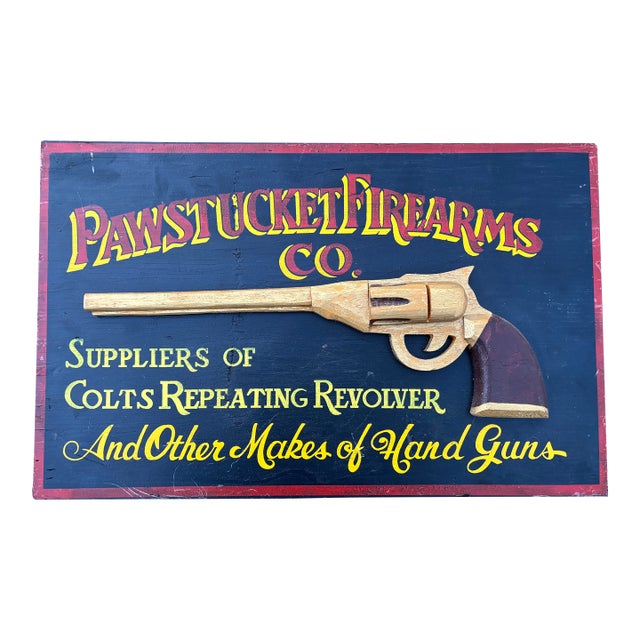 PAWSTUCKET FIREARMS
CO.
SUPPLIERS OF
COLTS REPEATING REVOLVER
And Other Makes of Hand Guns